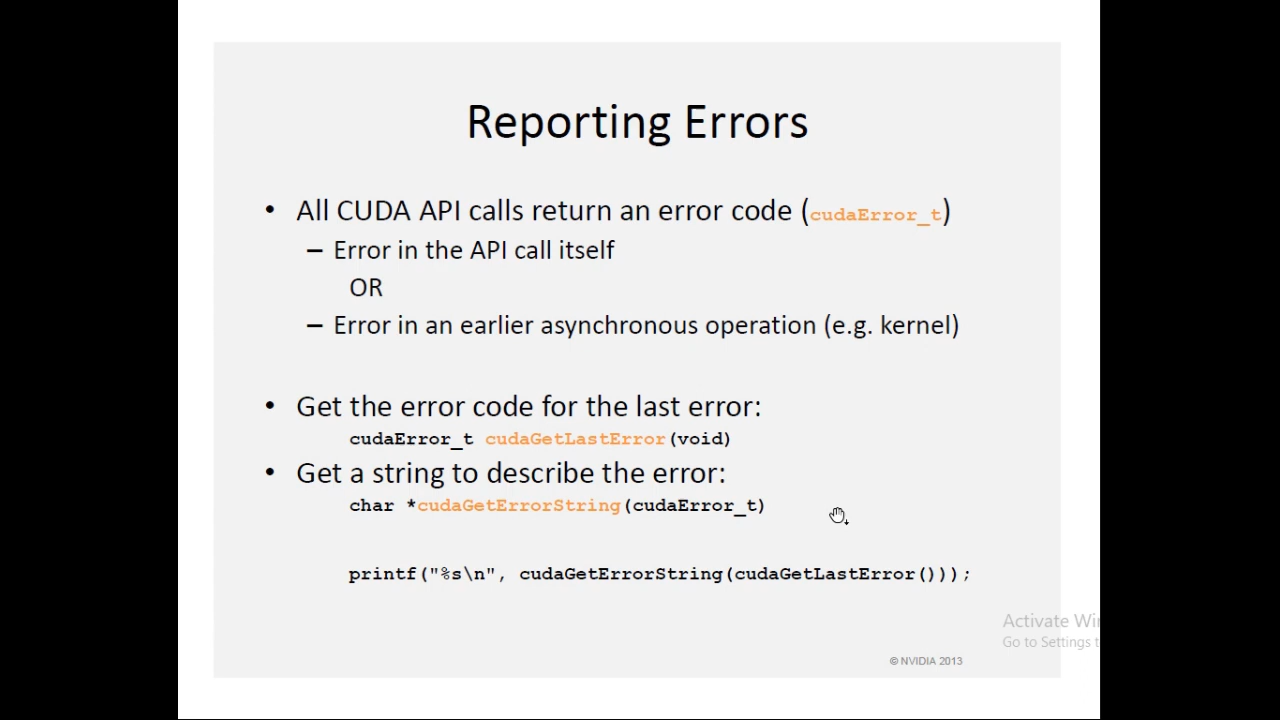 Reporting Errors
• All CUDA API calls return an error code (cudaError_t)
– Error in the API call itself
OR
– Error in an earlier asynchronous operation (e.g. kernel)
• Get the error code for the last error:
cudaError_t cudaGetLastError(void)
• Get a string to describe the error:
char *cudaGetErrorString(cudaError_t)
printf("%s\n", cudaGetErrorString(cudaGetLastError()));
Activate
Go to Settings
© NVIDIA 2013